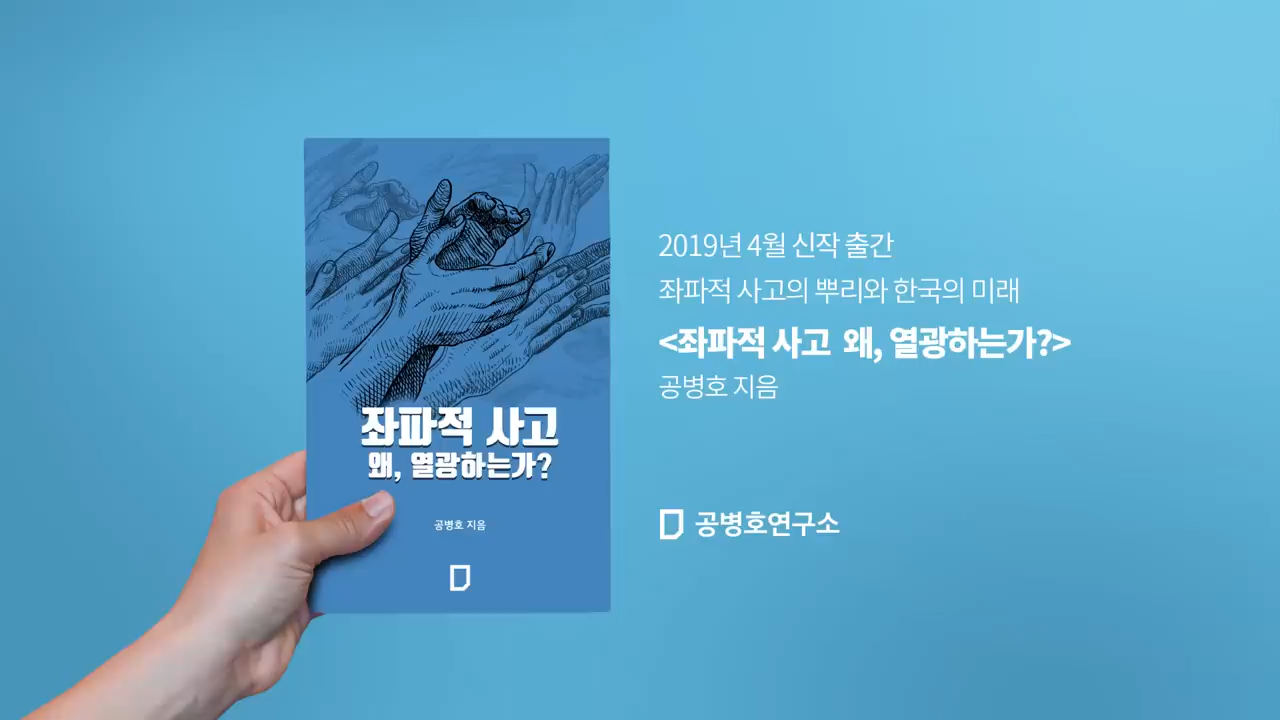 좌파적 사고
왜, 열광하는가?
공병호 지음
2019년 4월 신작 출간
좌파적 사고의 뿌리와 한국의 미래
<좌파적 사고 왜, 열광하는가?>
공병호 지음
공병호연구소